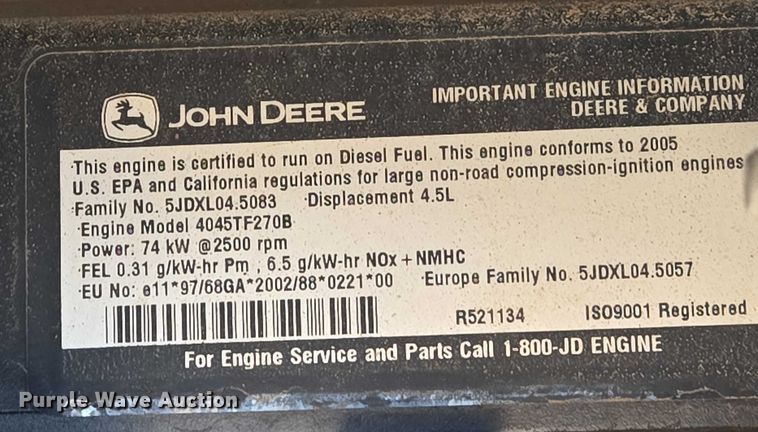 JOHN DEERE
IMPORTANT ENGINE INFORMATION
DEERE & COMPANY
This engine is certified to run on Diesel Fuel. This engine conforms to 2005
U.S. EPA and California regulations for large non-road compression-ignition engines
Family No. 5JDXL04.5083 Displacement 4.5L
Engine Model 4045TF270B
Power: 74 kW @2500 rpm
FEL 0.31 g/kW-hr Pm , 6.5 g/kW-hr NOx + NMHC
EU No: e11*97/68GA*2002/88*0221*00 Europe Family No. 5JDXL04.5057
R521134 ISO9001 Registered
For Engine Service and Parts Call 1-800-JD ENGINE
Purple Wave Auction